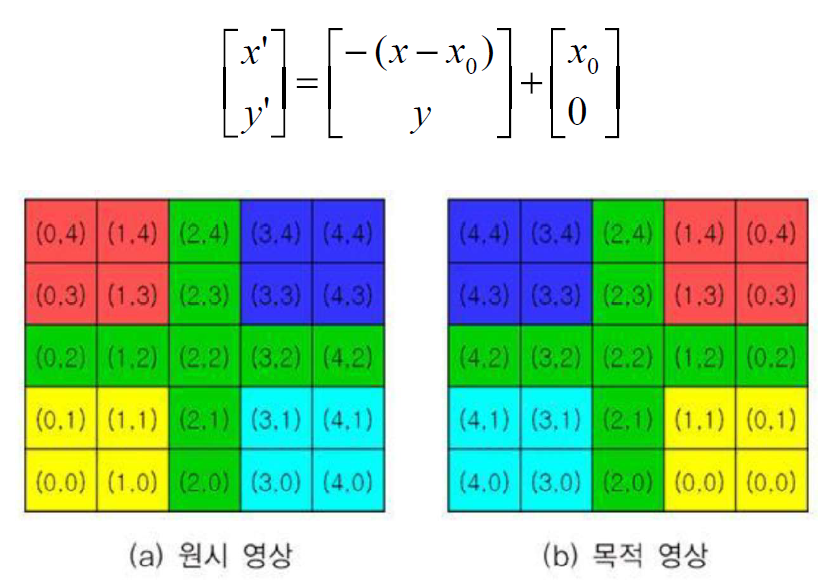 [x' y'] = [-(x-x₀) y] + [x₀ 0]
(0,4) (1,4) (2,4) (3,4) (4,4) (4,4) (3,4) (2,4) (1,4) (0,4)
(0,3) (1,3) (2,3) (3,3) (4,3) (4,3) (3,3) (2,3) (1,3) (0,3)
(0,2) (1,2) (2,2) (3,2) (4,2) (4,2) (3,2) (2,2) (1,2) (0,2)
(0,1) (1,1) (2,1) (3,1) (4,1) (4,1) (3,1) (2,1) (1,1) (0,1)
(0,0) (1,0) (2,0) (3,0) (4,0) (4,0) (3,0) (2,0) (0,0) (0,0)
(a) 원시 영상 (b) 목적 영상